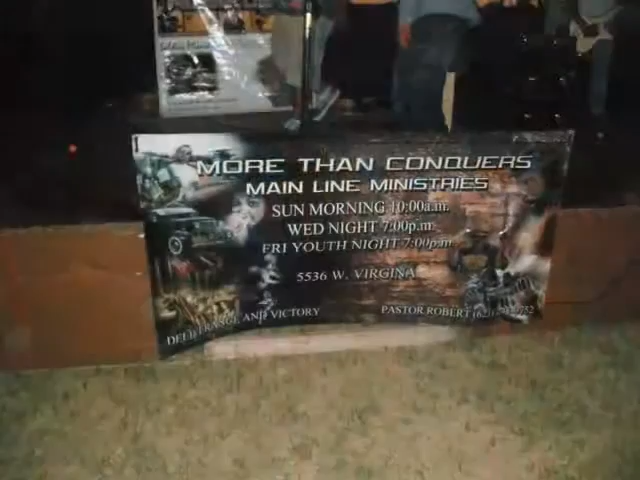 MORE THAN CONQUERS
MAIN LINE MINISTRIES
SUN MORNING 10:00a.m.
WED NIGHT 7:00p.m.
FRI YOUTH NIGHT 7:00p.m.
5536 W. VIRGINA
DELIVERANCE AND VICTORY
PASTOR ROBERT